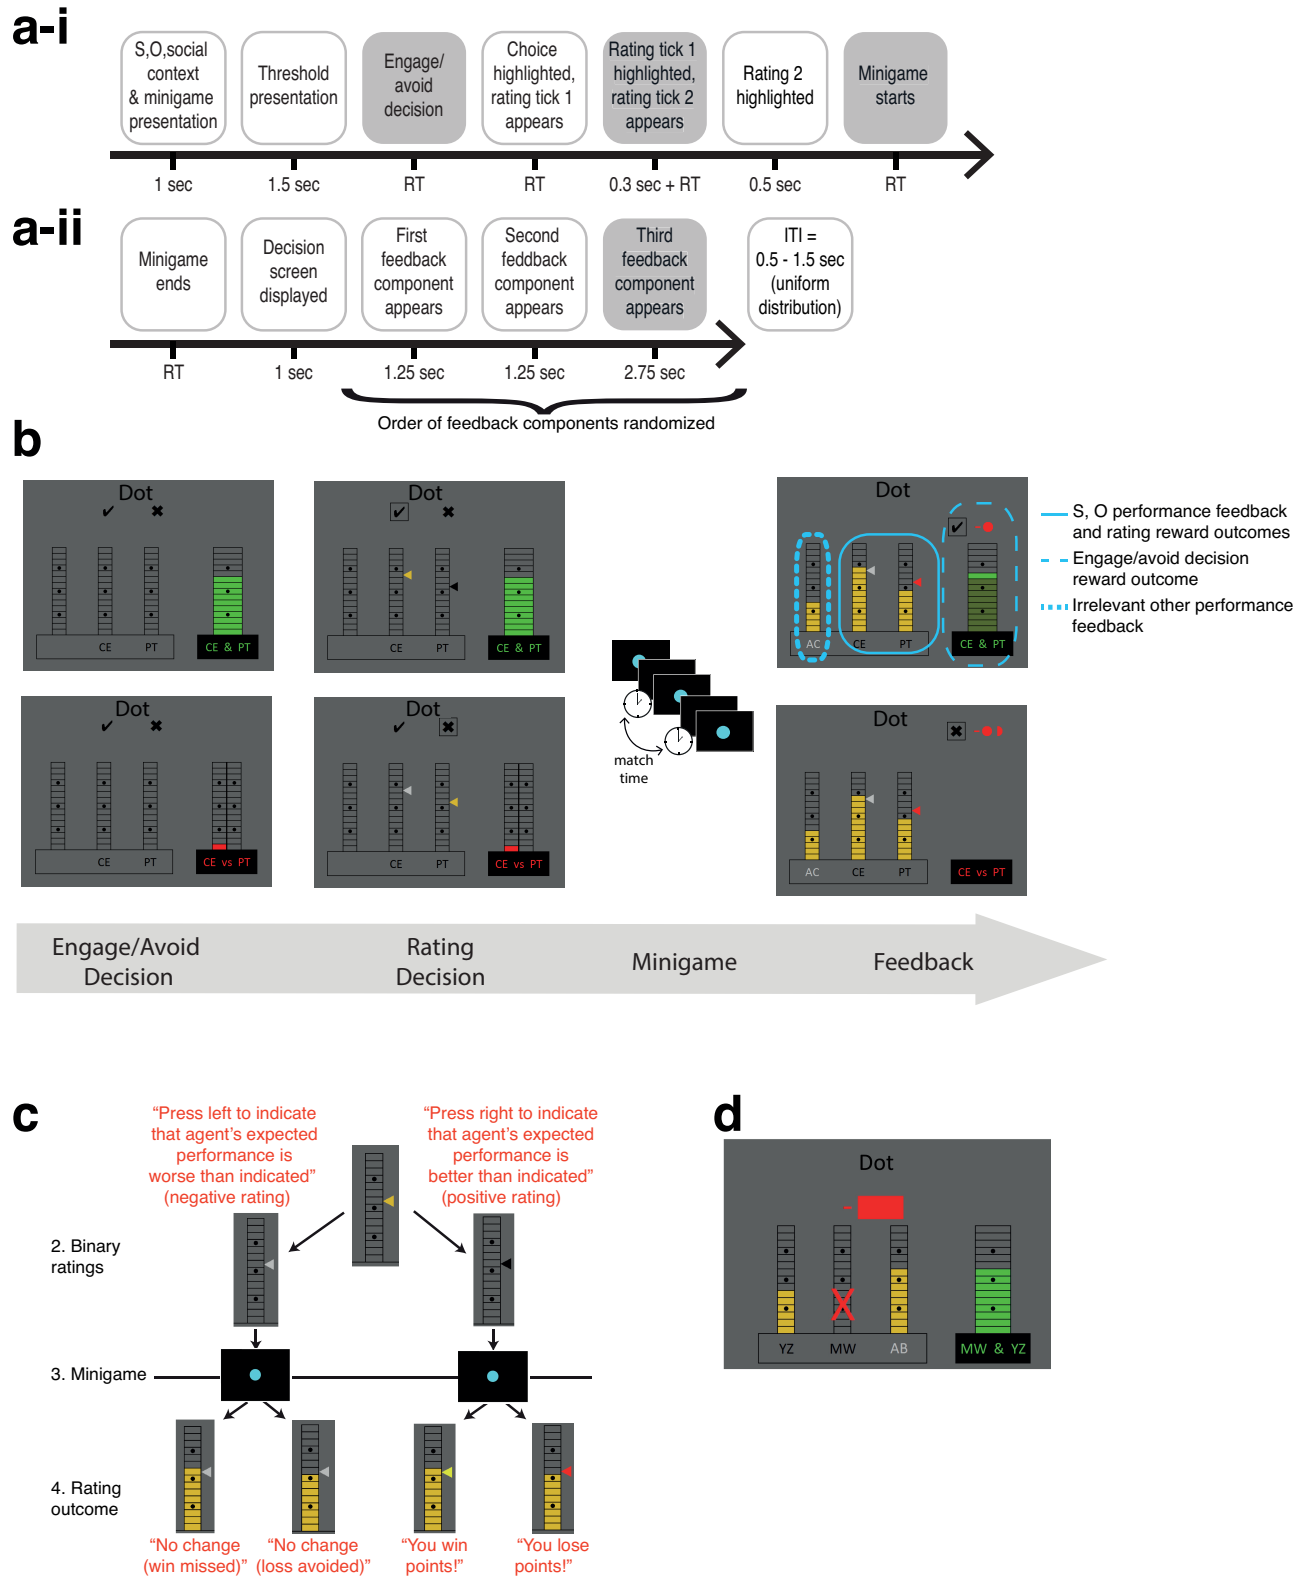 a-i
S,O,social
context
& minigame
presentation
Threshold
presentation
Engage/
avoid
decision
Choice
highlighted,
rating tick 1
appears
Rating tick 1
highlighted,
rating tick 2
appears
Rating 2
highlighted
Minigame
starts
1 sec
1.5 sec
RT
RT
0.3 sec + RT
0.5 sec
RT
a-ii
Minigame
ends
Decision
screen
displayed
First
feedback
component
appears
Second
feddback
component
appears
Third
feedback
component
appears
ITI =
0.5 - 1.5 sec
(uniform
distribution)
RT
1 sec
1.25 sec
1.25 sec
2.75 sec
Order of feedback components randomized
b
Dot
CE PT
CE & PT
Dot
CE PT
CE & PT
Dot
AC CE PT
CE & PT
S, O performance feedback
and rating reward outcomes
Engage/avoid decision
reward outcome
Irrelevant other performance
feedback
match
time
Dot
CE PT
CE vs PT
Dot
CE PT
CE vs PT
Dot
AC CE PT
CE vs PT
Engage/Avoid
Decision
Rating
Decision
Minigame
Feedback
c
“Press left to indicate
that agent’s expected
performance is
worse than indicated”
(negative rating)
“Press right to indicate
that agent’s expected
performance is
better than indicated”
(positive rating)
2. Binary
ratings
3. Minigame
4. Rating
outcome
“No change
(win missed)”
“No change
(loss avoided)”
“You win
points!”
“You lose
points!”
d
Dot
YZ MW AB
MW & YZ